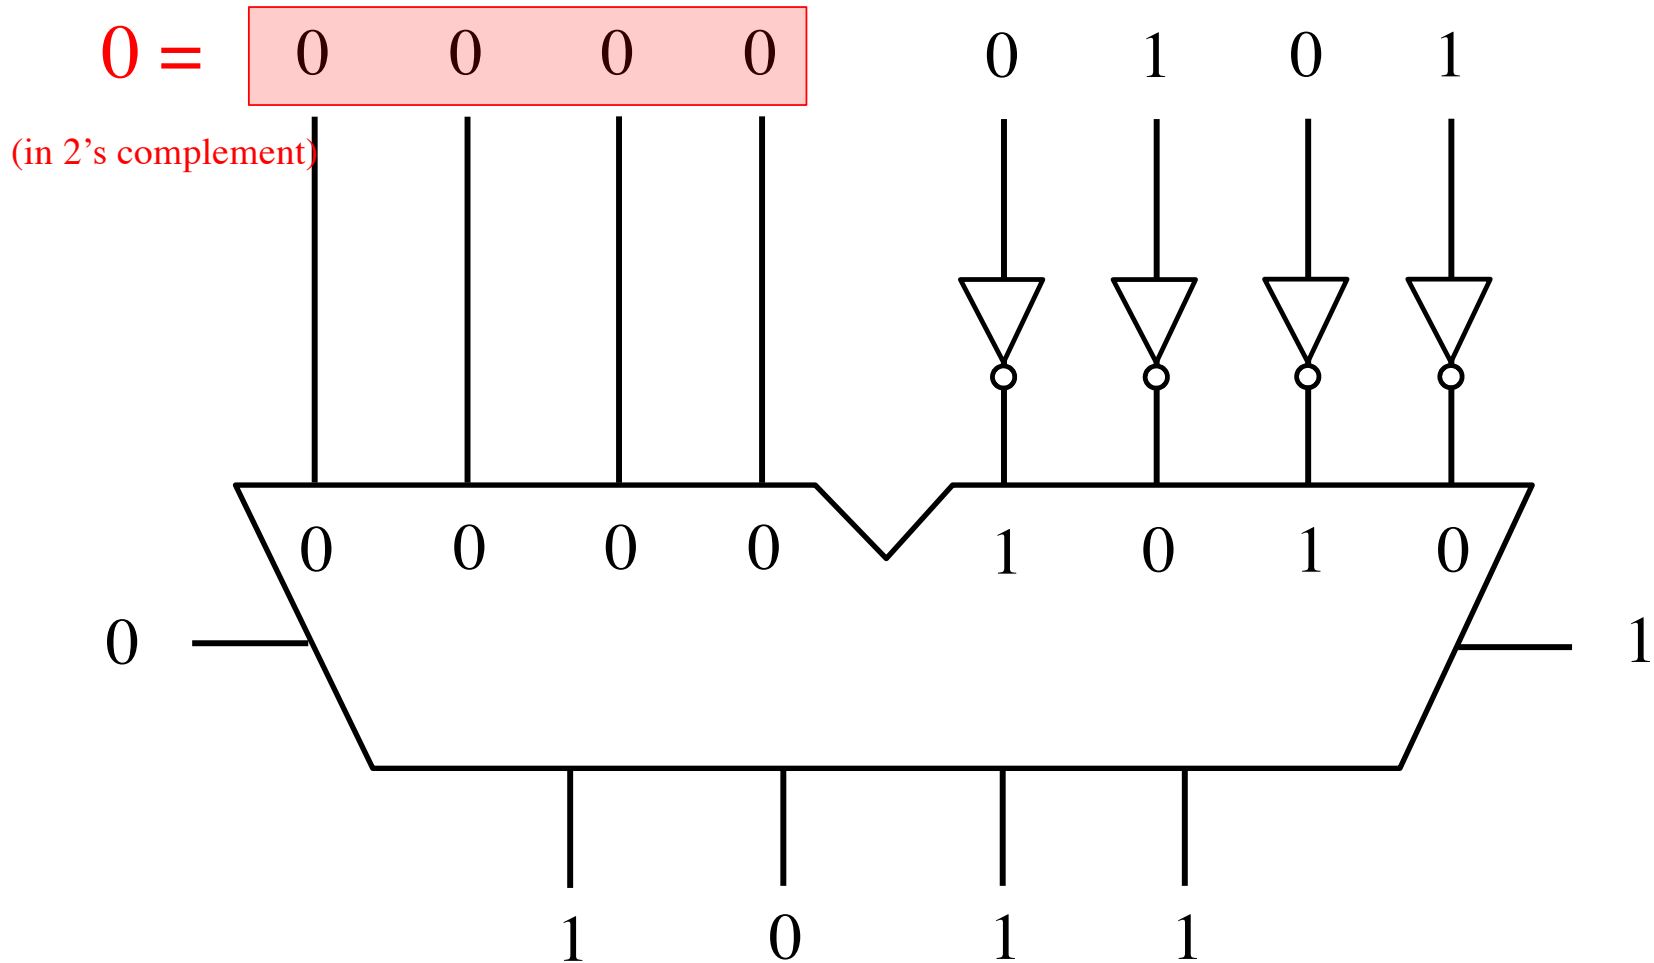 0 = 0 0 0 0 0 1 0 1
(in 2’s complement)
0 0 0 0 1 0 1 0
0 1
1 0 1 1